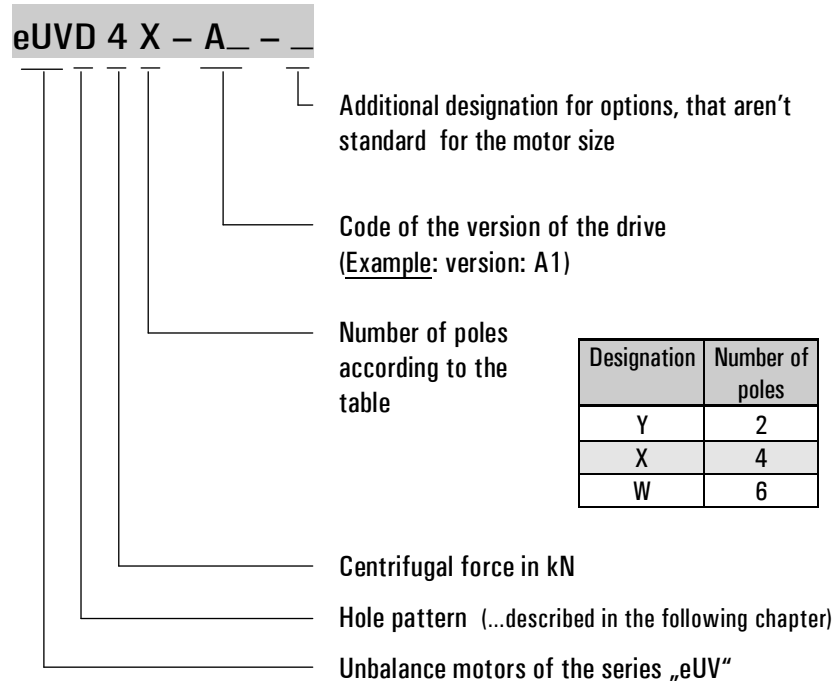 eUVD 4 X – A_ – _
Additional designation for options, that aren't
standard for the motor size
Code of the version of the drive
(Example: version: A1)
Number of poles
according to the
table
Designation Number of
poles
Y 2
X 4
W 6
Centrifugal force in kN
Hole pattern (...described in the following chapter)
Unbalance motors of the series „eUV“